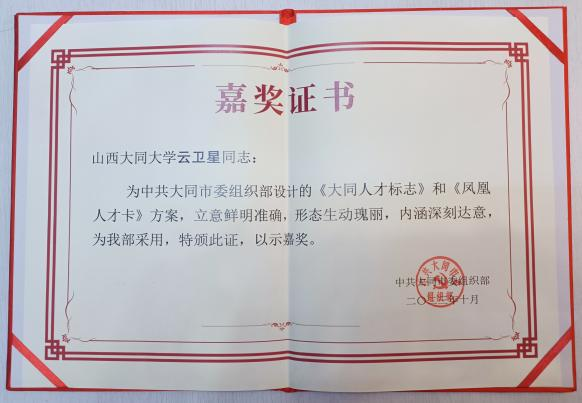 嘉奖证书
山西大同大学云卫星同志：
为中共大同市委组织部设计的《大同人才标志》和《凤凰
人才卡》方案，立意鲜明准确，形态生动瑰丽，内涵深刻达意，
为我部采用，特颁此证，以示嘉奖。
中共大同市委组织部
二〇 年十月